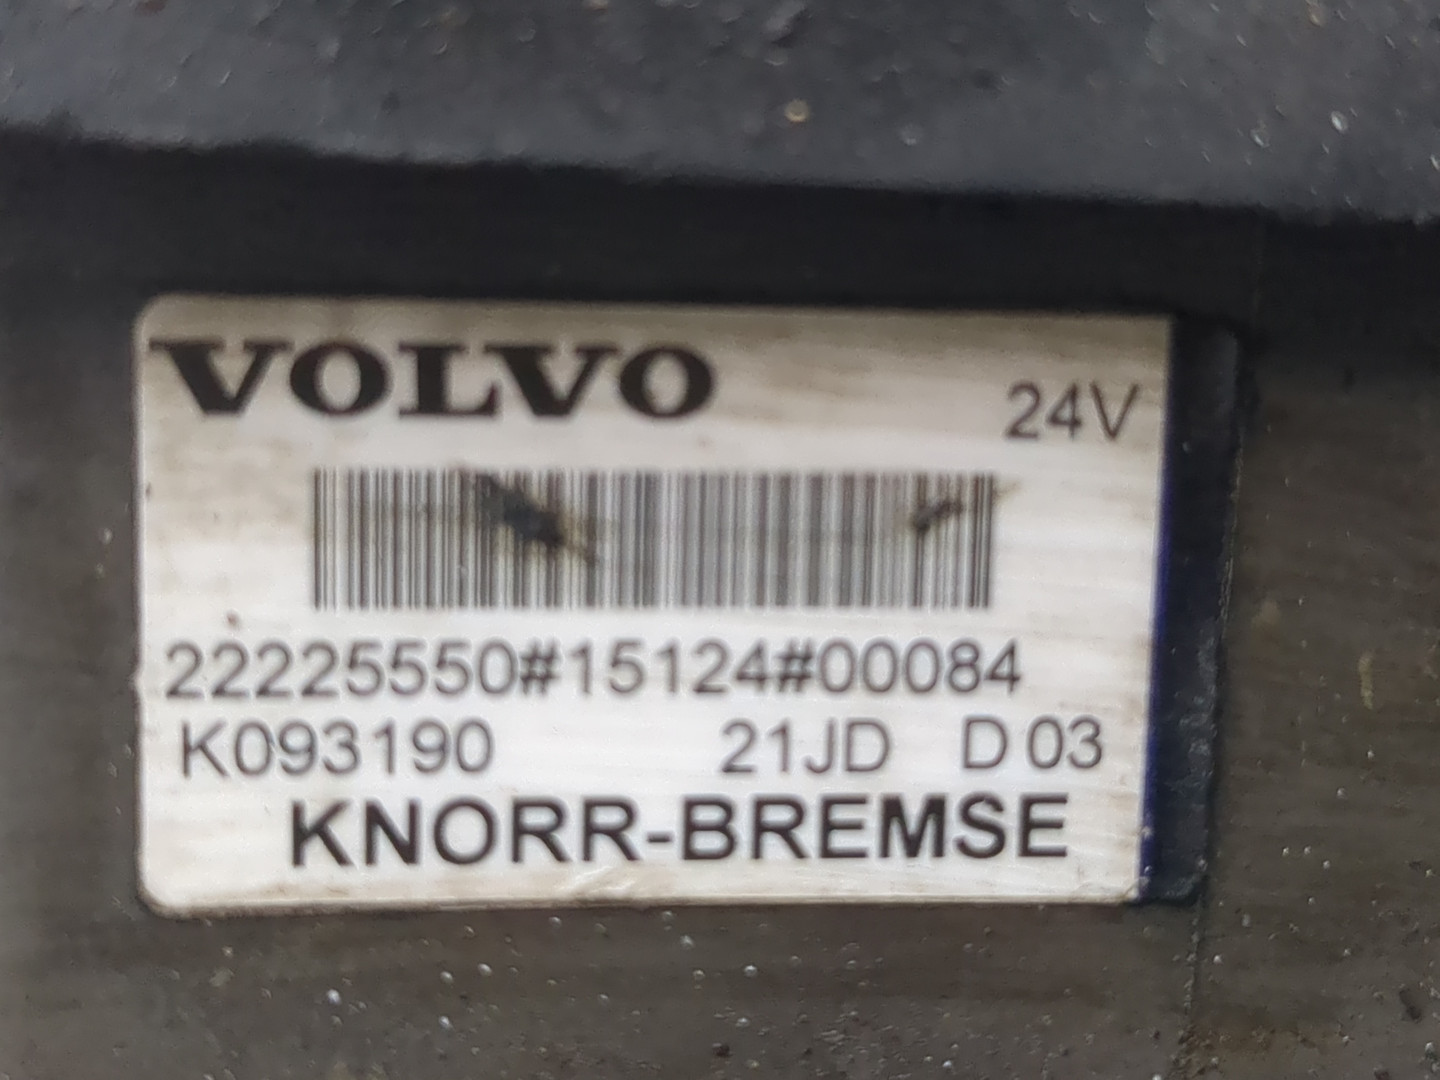 VOLVO 24V
22225550#15124#00084
K093190 21JD D 03
KNORR-BREMSE